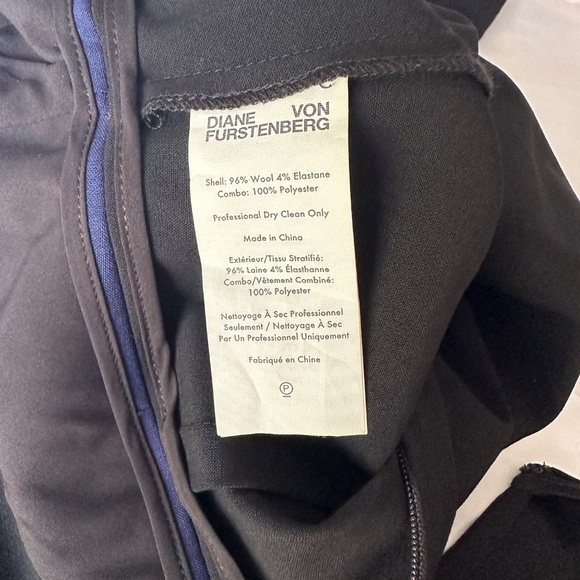 DIANE VON
FURSTENBERG
Shell: 96% Wool 4% Elastane
Combo: 100% Polyester
Professional Dry Clean Only
Made in China
Extérieur/Tissu Stratifié:
96% Laine 4% Élasthanne
Combo/Vêtement Combiné:
100% Polyester
Nettoyage À Sec Professionnel
Seulement / Nettoyage À Sec
Par Un Professionnel Uniquement
Fabriqué en Chine
P